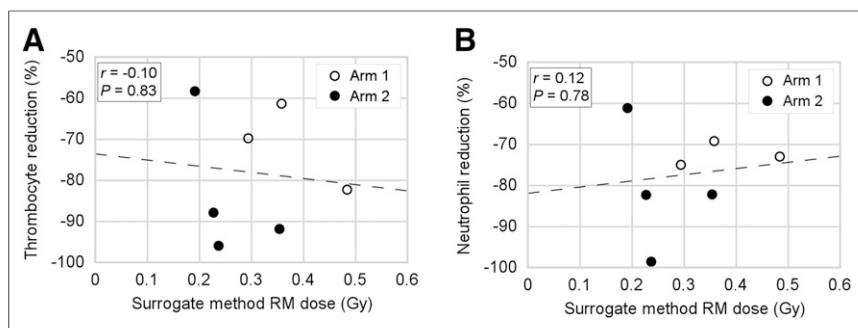 A
r = -0.10
P = 0.83
Arm 1
Arm 2
Thrombocyte reduction (%)
-50
-60
-70
-80
-90
-100
0 0.1 0.2 0.3 0.4 0.5 0.6
Surrogate method RM dose (Gy)
B
r = 0.12
P = 0.78
Arm 1
Arm 2
Neutrophil reduction (%)
-50
-60
-70
-80
-90
-100
0 0.1 0.2 0.3 0.4 0.5 0.6
Surrogate method RM dose (Gy)